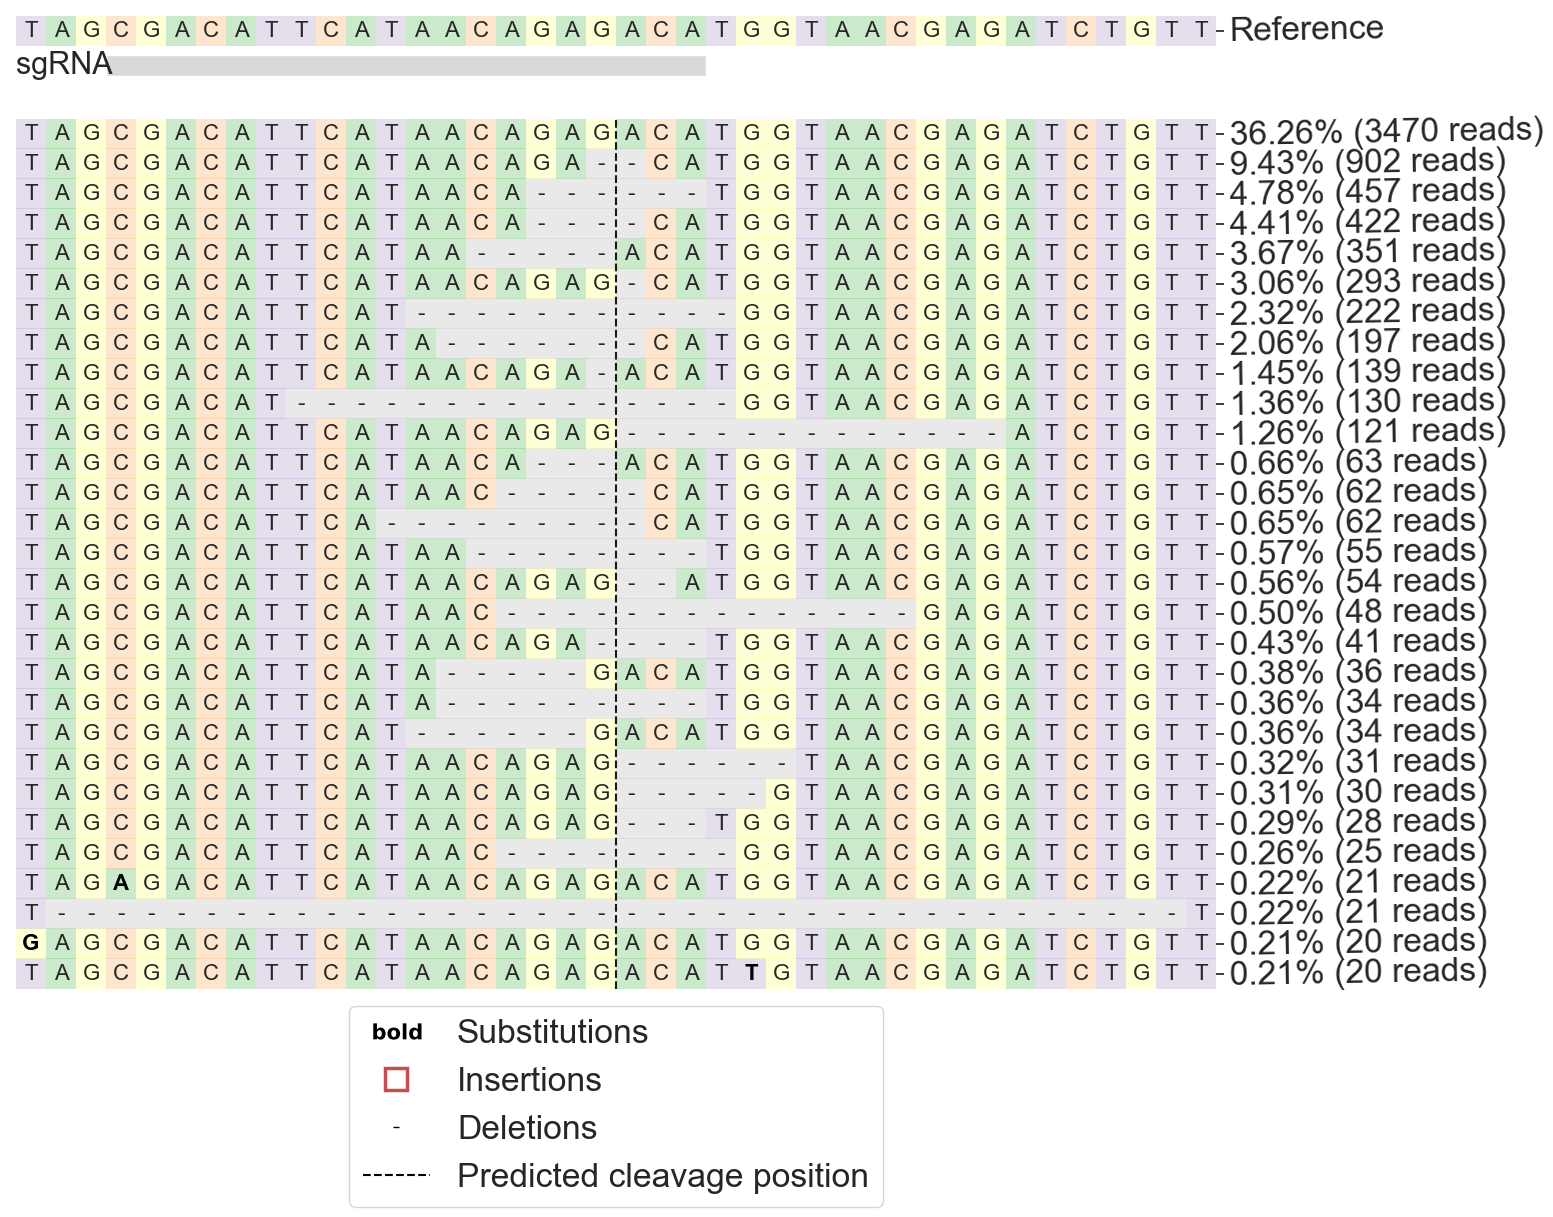 T A G C G A C A T T C A T A A C A G A G A C A T G G T A A C G A G A T C T G T T Reference
sgRNA
T A G C G A C A T T C A T A A C A G A G A C A T G G T A A C G A G A T C T G T T 36.26% (3470 reads)
T A G C G A C A T T C A T A A C A G A - - C A T G G T A A C G A G A T C T G T T 9.43% (902 reads)
T A G C G A C A T T C A T A A C A - - - - - - T G G T A A C G A G A T C T G T T 4.78% (457 reads)
T A G C G A C A T T C A T A A C A - - - - C A T G G T A A C G A G A T C T G T T 4.41% (422 reads)
T A G C G A C A T T C A T A A - - - - - A C A T G G T A A C G A G A T C T G T T 3.67% (351 reads)
T A G C G A C A T T C A T A A C A G A G - C A T G G T A A C G A G A T C T G T T 3.06% (293 reads)
T A G C G A C A T T C A T - - - - - - - - - - - G G T A A C G A G A T C T G T T 2.32% (222 reads)
T A G C G A C A T T C A T A - - - - - - - C A T G G T A A C G A G A T C T G T T 2.06% (197 reads)
T A G C G A C A T T C A T A A C A G A - A C A T G G T A A C G A G A T C T G T T 1.45% (139 reads)
T A G C G A C A T - - - - - - - - - - - - - - - G G T A A C G A G A T C T G T T 1.36% (130 reads)
T A G C G A C A T T C A T A A C A G A G - - - - - - - - - - - - - A T C T G T T 1.26% (121 reads)
T A G C G A C A T T C A T A A C A - - - A C A T G G T A A C G A G A T C T G T T 0.66% (63 reads)
T A G C G A C A T T C A T A A C - - - - - C A T G G T A A C G A G A T C T G T T 0.65% (62 reads)
T A G C G A C A T T C A - - - - - - - - - C A T G G T A A C G A G A T C T G T T 0.65% (62 reads)
T A G C G A C A T T C A T A A - - - - - - - - T G G T A A C G A G A T C T G T T 0.57% (55 reads)
T A G C G A C A T T C A T A A C A G A G - - A T G G T A A C G A G A T C T G T T 0.56% (54 reads)
T A G C G A C A T T C A T A A C - - - - - - - - - - - - - - G A G A T C T G T T 0.50% (48 reads)
T A G C G A C A T T C A T A A C A G A - - - - T G G T A A C G A G A T C T G T T 0.43% (41 reads)
T A G C G A C A T T C A T A - - - - - G A C A T G G T A A C G A G A T C T G T T 0.38% (36 reads)
T A G C G A C A T T C A T A - - - - - - - - - T G G T A A C G A G A T C T G T T 0.36% (34 reads)
T A G C G A C A T T C A T - - - - - - G A C A T G G T A A C G A G A T C T G T T 0.36% (34 reads)
T A G C G A C A T T C A T A A C A G A G - - - - - - T A A C G A G A T C T G T T 0.32% (31 reads)
T A G C G A C A T T C A T A A C A G A G - - - - - G T A A C G A G A T C T G T T 0.31% (30 reads)
T A G C G A C A T T C A T A A C A G A G - - - T G G T A A C G A G A T C T G T T 0.29% (28 reads)
T A G C G A C A T T C A T A A C - - - - - - - - G G T A A C G A G A T C T G T T 0.26% (25 reads)
T A G A G A C A T T C A T A A C A G A G A C A T G G T A A C G A G A T C T G T T 0.22% (21 reads)
T - - - - - - - - - - - - - - - - - - - - - - - - - - - - - - - - - - - - - - T 0.22% (21 reads)
G A G C G A C A T T C A T A A C A G A G A C A T G G T A A C G A G A T C T G T T 0.21% (20 reads)
T A G C G A C A T T C A T A A C A G A G A C A T T G T A A C G A G A T C T G T T 0.21% (20 reads)
bold Substitutions
Insertions
- Deletions
Predicted cleavage position